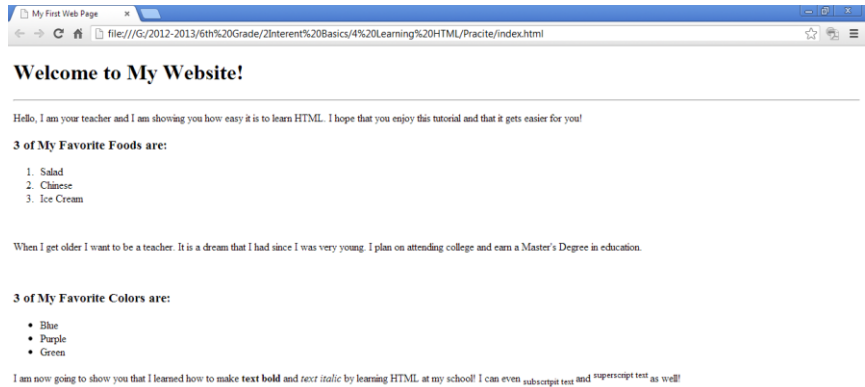 My First Web Page
file:///G:/2012-2013/6th%20Grade/2Interent%20Basics/4%20Learning%20HTML/Pracite/index.html
Welcome to My Website!
Hello, I am your teacher and I am showing you how easy it is to learn HTML. I hope that you enjoy this tutorial and that it gets easier for you!
3 of My Favorite Foods are:
1. Salad
2. Chinese
3. Ice Cream
When I get older I want to be a teacher. It is a dream that I had since I was very young. I plan on attending college and earn a Master's Degree in education.
3 of My Favorite Colors are:
• Blue
• Purple
• Green
I am now going to show you that I learned how to make text bold and text italic by learning HTML at my school! I can even subscrtpit test and superscript test as well!